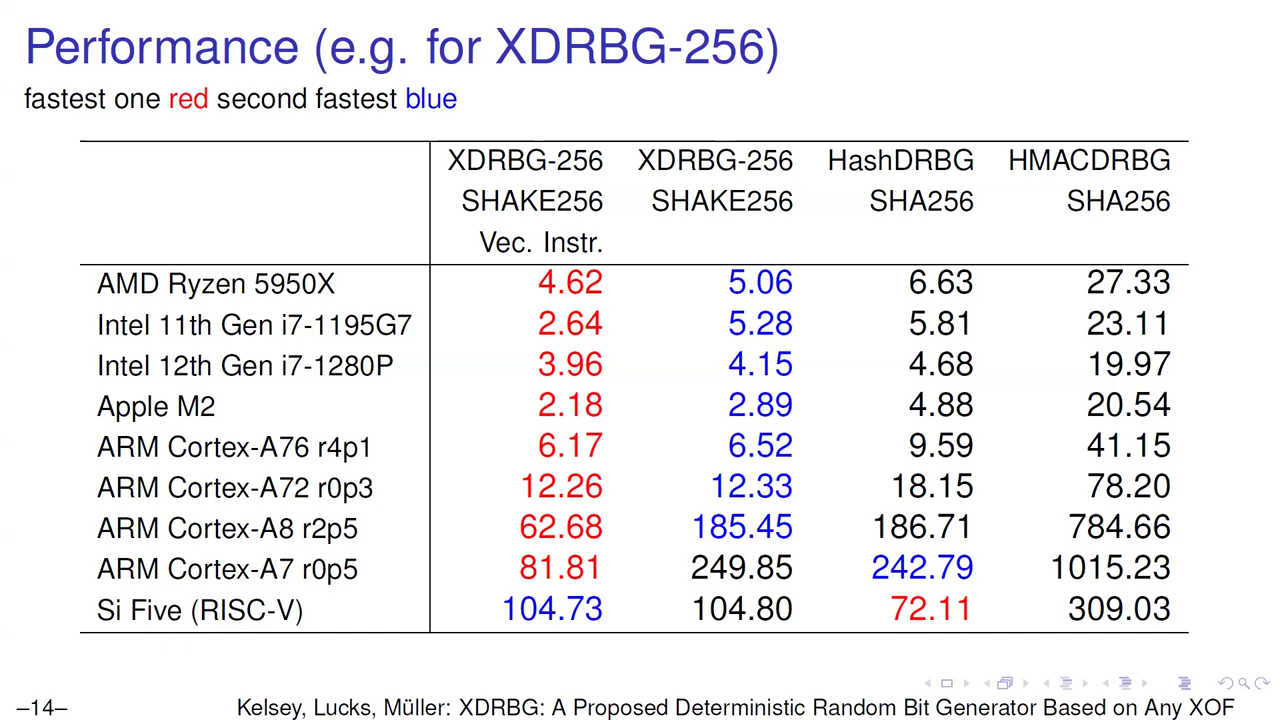 Performance (e.g. for XDRBG-256)
fastest one red second fastest blue
XDRBG-256 XDRBG-256 HashDRBG HMACDRBG
SHAKE256 SHAKE256 SHA256 SHA256
Vec. Instr.
AMD Ryzen 5950X 4.62 5.06 6.63 27.33
Intel 11th Gen i7-1195G7 2.64 5.28 5.81 23.11
Intel 12th Gen i7-1280P 3.96 4.15 4.68 19.97
Apple M2 2.18 2.89 4.88 20.54
ARM Cortex-A76 r4p1 6.17 6.52 9.59 41.15
ARM Cortex-A72 r0p3 12.26 12.33 18.15 78.20
ARM Cortex-A8 r2p5 62.68 185.45 186.71 784.66
ARM Cortex-A7 r0p5 81.81 249.85 242.79 1015.23
Si Five (RISC-V) 104.73 104.80 72.11 309.03
–14– Kelsey, Lucks, Müller: XDRBG: A Proposed Deterministic Random Bit Generator Based on Any XOF